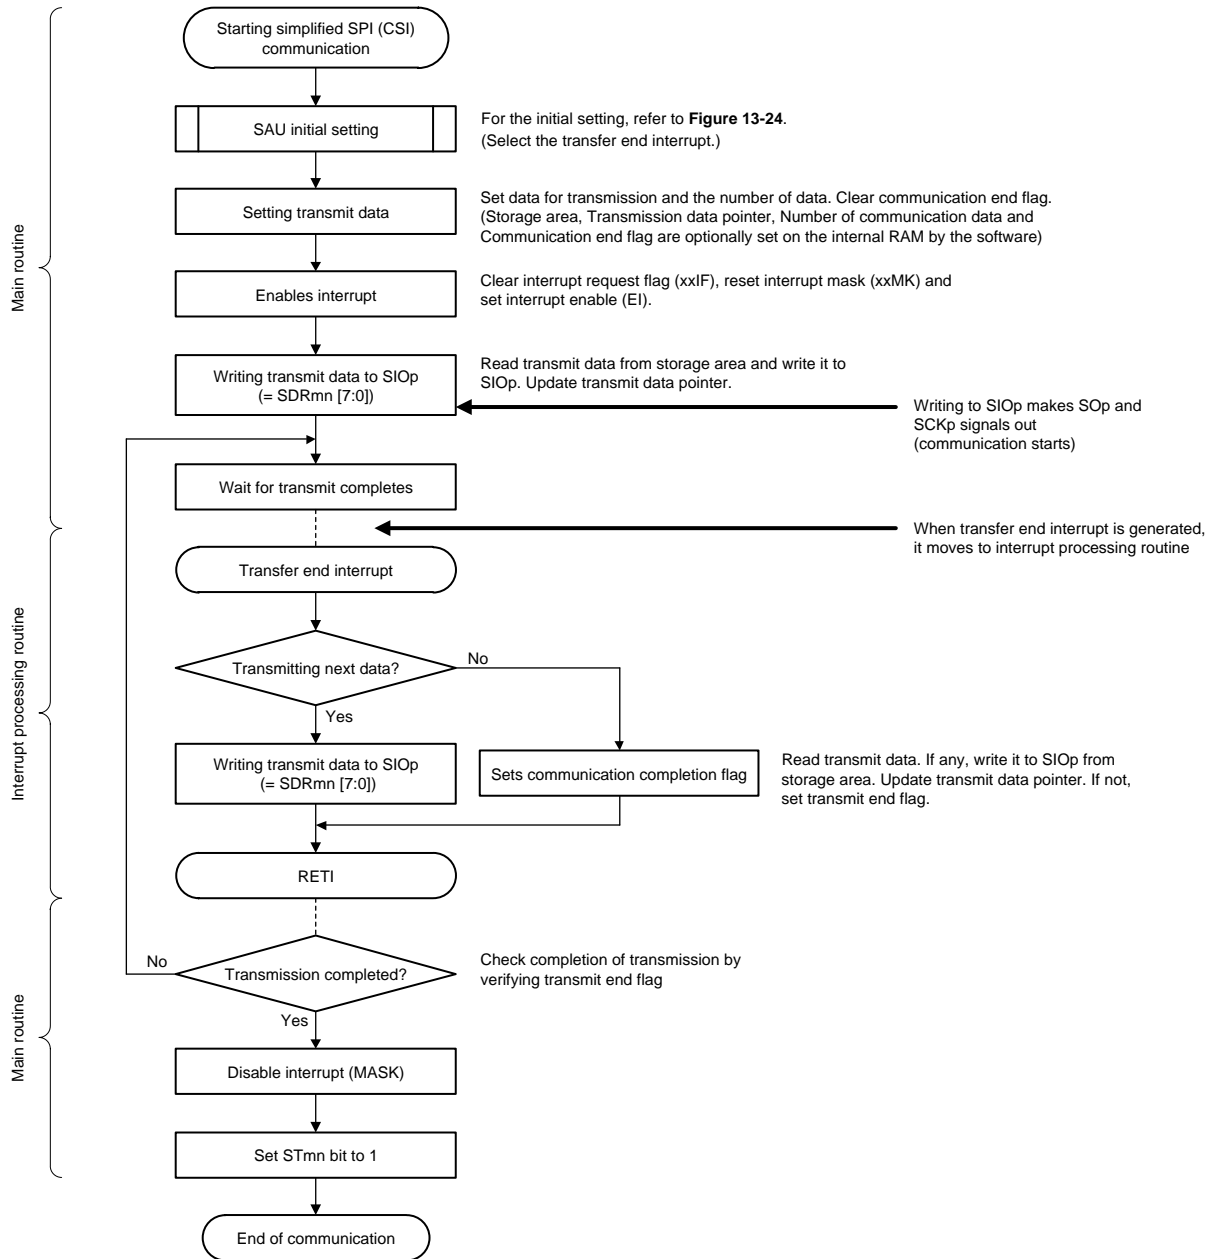 Starting simplified SPI (CSI)
communication
SAU initial setting
For the initial setting, refer to Figure 13-24.
(Select the transfer end interrupt.)
Setting transmit data
Set data for transmission and the number of data. Clear communication end flag.
(Storage area, Transmission data pointer, Number of communication data and
Communication end flag are optionally set on the internal RAM by the software)
Main routine
Enables interrupt
Clear interrupt request flag (xxIF), reset interrupt mask (xxMK) and
set interrupt enable (EI).
Writing transmit data to SIOp
(= SDRmn [7:0])
Read transmit data from storage area and write it to
SIOp. Update transmit data pointer.
Writing to SIOp makes SOp and
SCKp signals out
(communication starts)
Wait for transmit completes
When transfer end interrupt is generated,
it moves to interrupt processing routine
Transfer end interrupt
Interrupt processing routine
Transmitting next data?
No
Yes
Writing transmit data to SIOp
(= SDRmn [7:0])
Sets communication completion flag
Read transmit data. If any, write it to SIOp from
storage area. Update transmit data pointer. If not,
set transmit end flag.
RETI
Main routine
No
Transmission completed?
Check completion of transmission by
verifying transmit end flag
Yes
Disable interrupt (MASK)
Set STmn bit to 1
End of communication